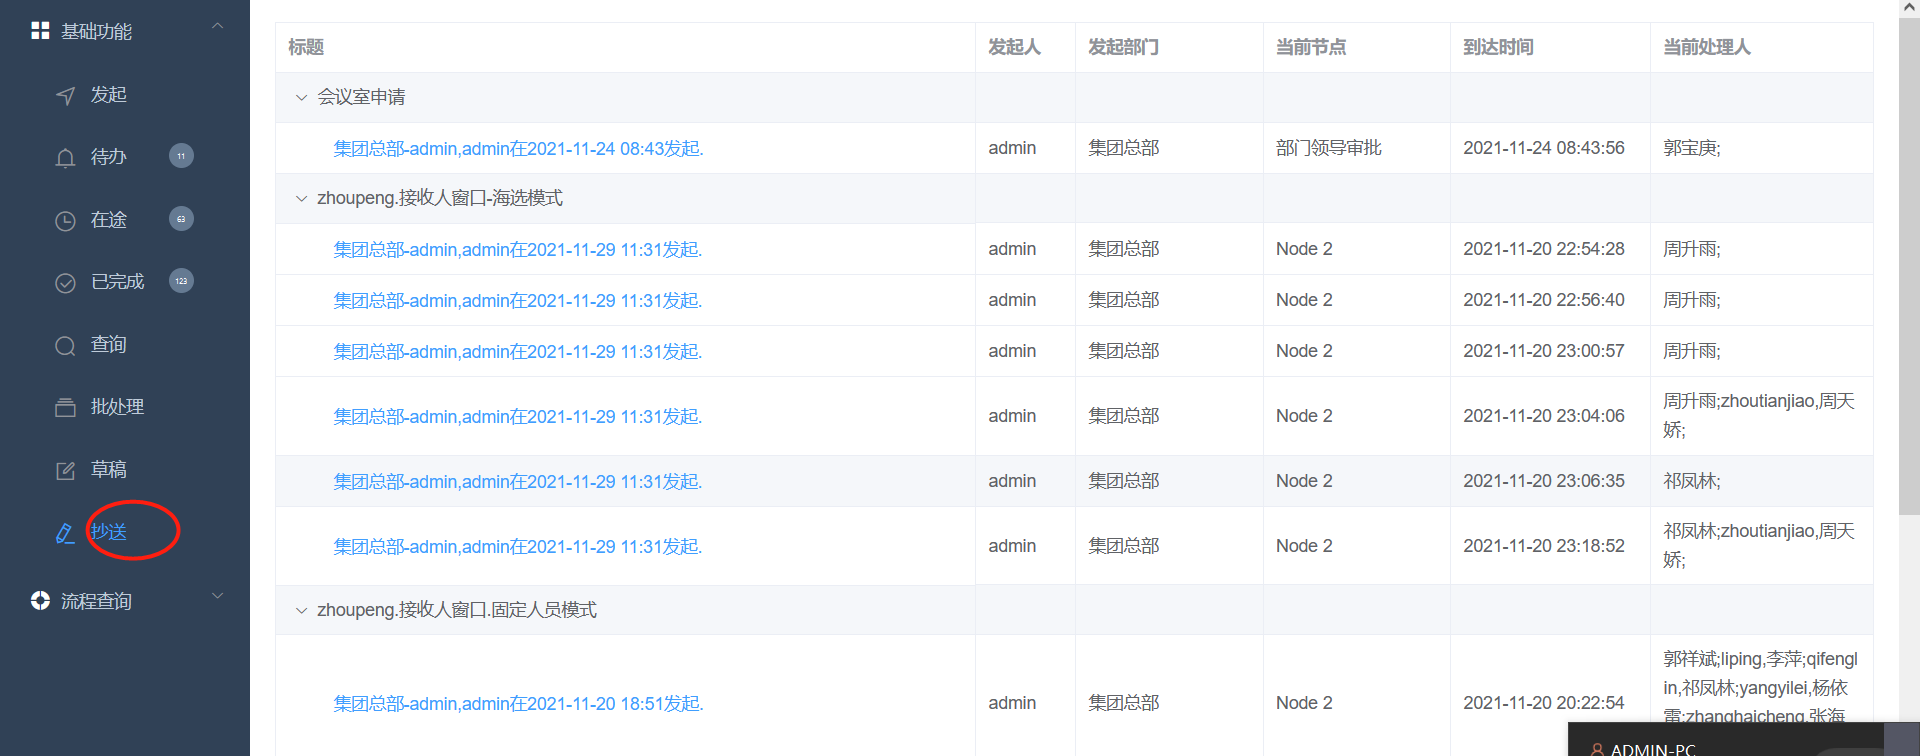 基础功能
发起
待办 11
在途 63
已完成 123
查询
批处理
草稿
抄送
流程查询
标题 发起人 发起部门 当前节点 到达时间 当前处理人
会议室申请
集团总部-admin,admin在2021-11-24 08:43发起. admin 集团总部 部门领导审批 2021-11-24 08:43:56 郭宝庚;
zhoupeng.接收人窗口-海选模式
集团总部-admin,admin在2021-11-29 11:31发起. admin 集团总部 Node 2 2021-11-20 22:54:28 周升雨;
集团总部-admin,admin在2021-11-29 11:31发起. admin 集团总部 Node 2 2021-11-20 22:56:40 周升雨;
集团总部-admin,admin在2021-11-29 11:31发起. admin 集团总部 Node 2 2021-11-20 23:00:57 周升雨;
集团总部-admin,admin在2021-11-29 11:31发起. admin 集团总部 Node 2 2021-11-20 23:04:06 周升雨;zhoutianjiao,周天
娇;
集团总部-admin,admin在2021-11-29 11:31发起. admin 集团总部 Node 2 2021-11-20 23:06:35 祁凤林;
集团总部-admin,admin在2021-11-29 11:31发起. admin 集团总部 Node 2 2021-11-20 23:18:52 祁凤林;zhoutianjiao,周天
娇;
zhoupeng.接收人窗口.固定人员模式
集团总部-admin,admin在2021-11-20 18:51发起. admin 集团总部 Node 2 2021-11-20 20:22:54 郭祥斌;liping,李萍;qifengl
in,祁凤林;yangyilei,杨依
雷;zhanghaicheng,张海
ADMIN-PC